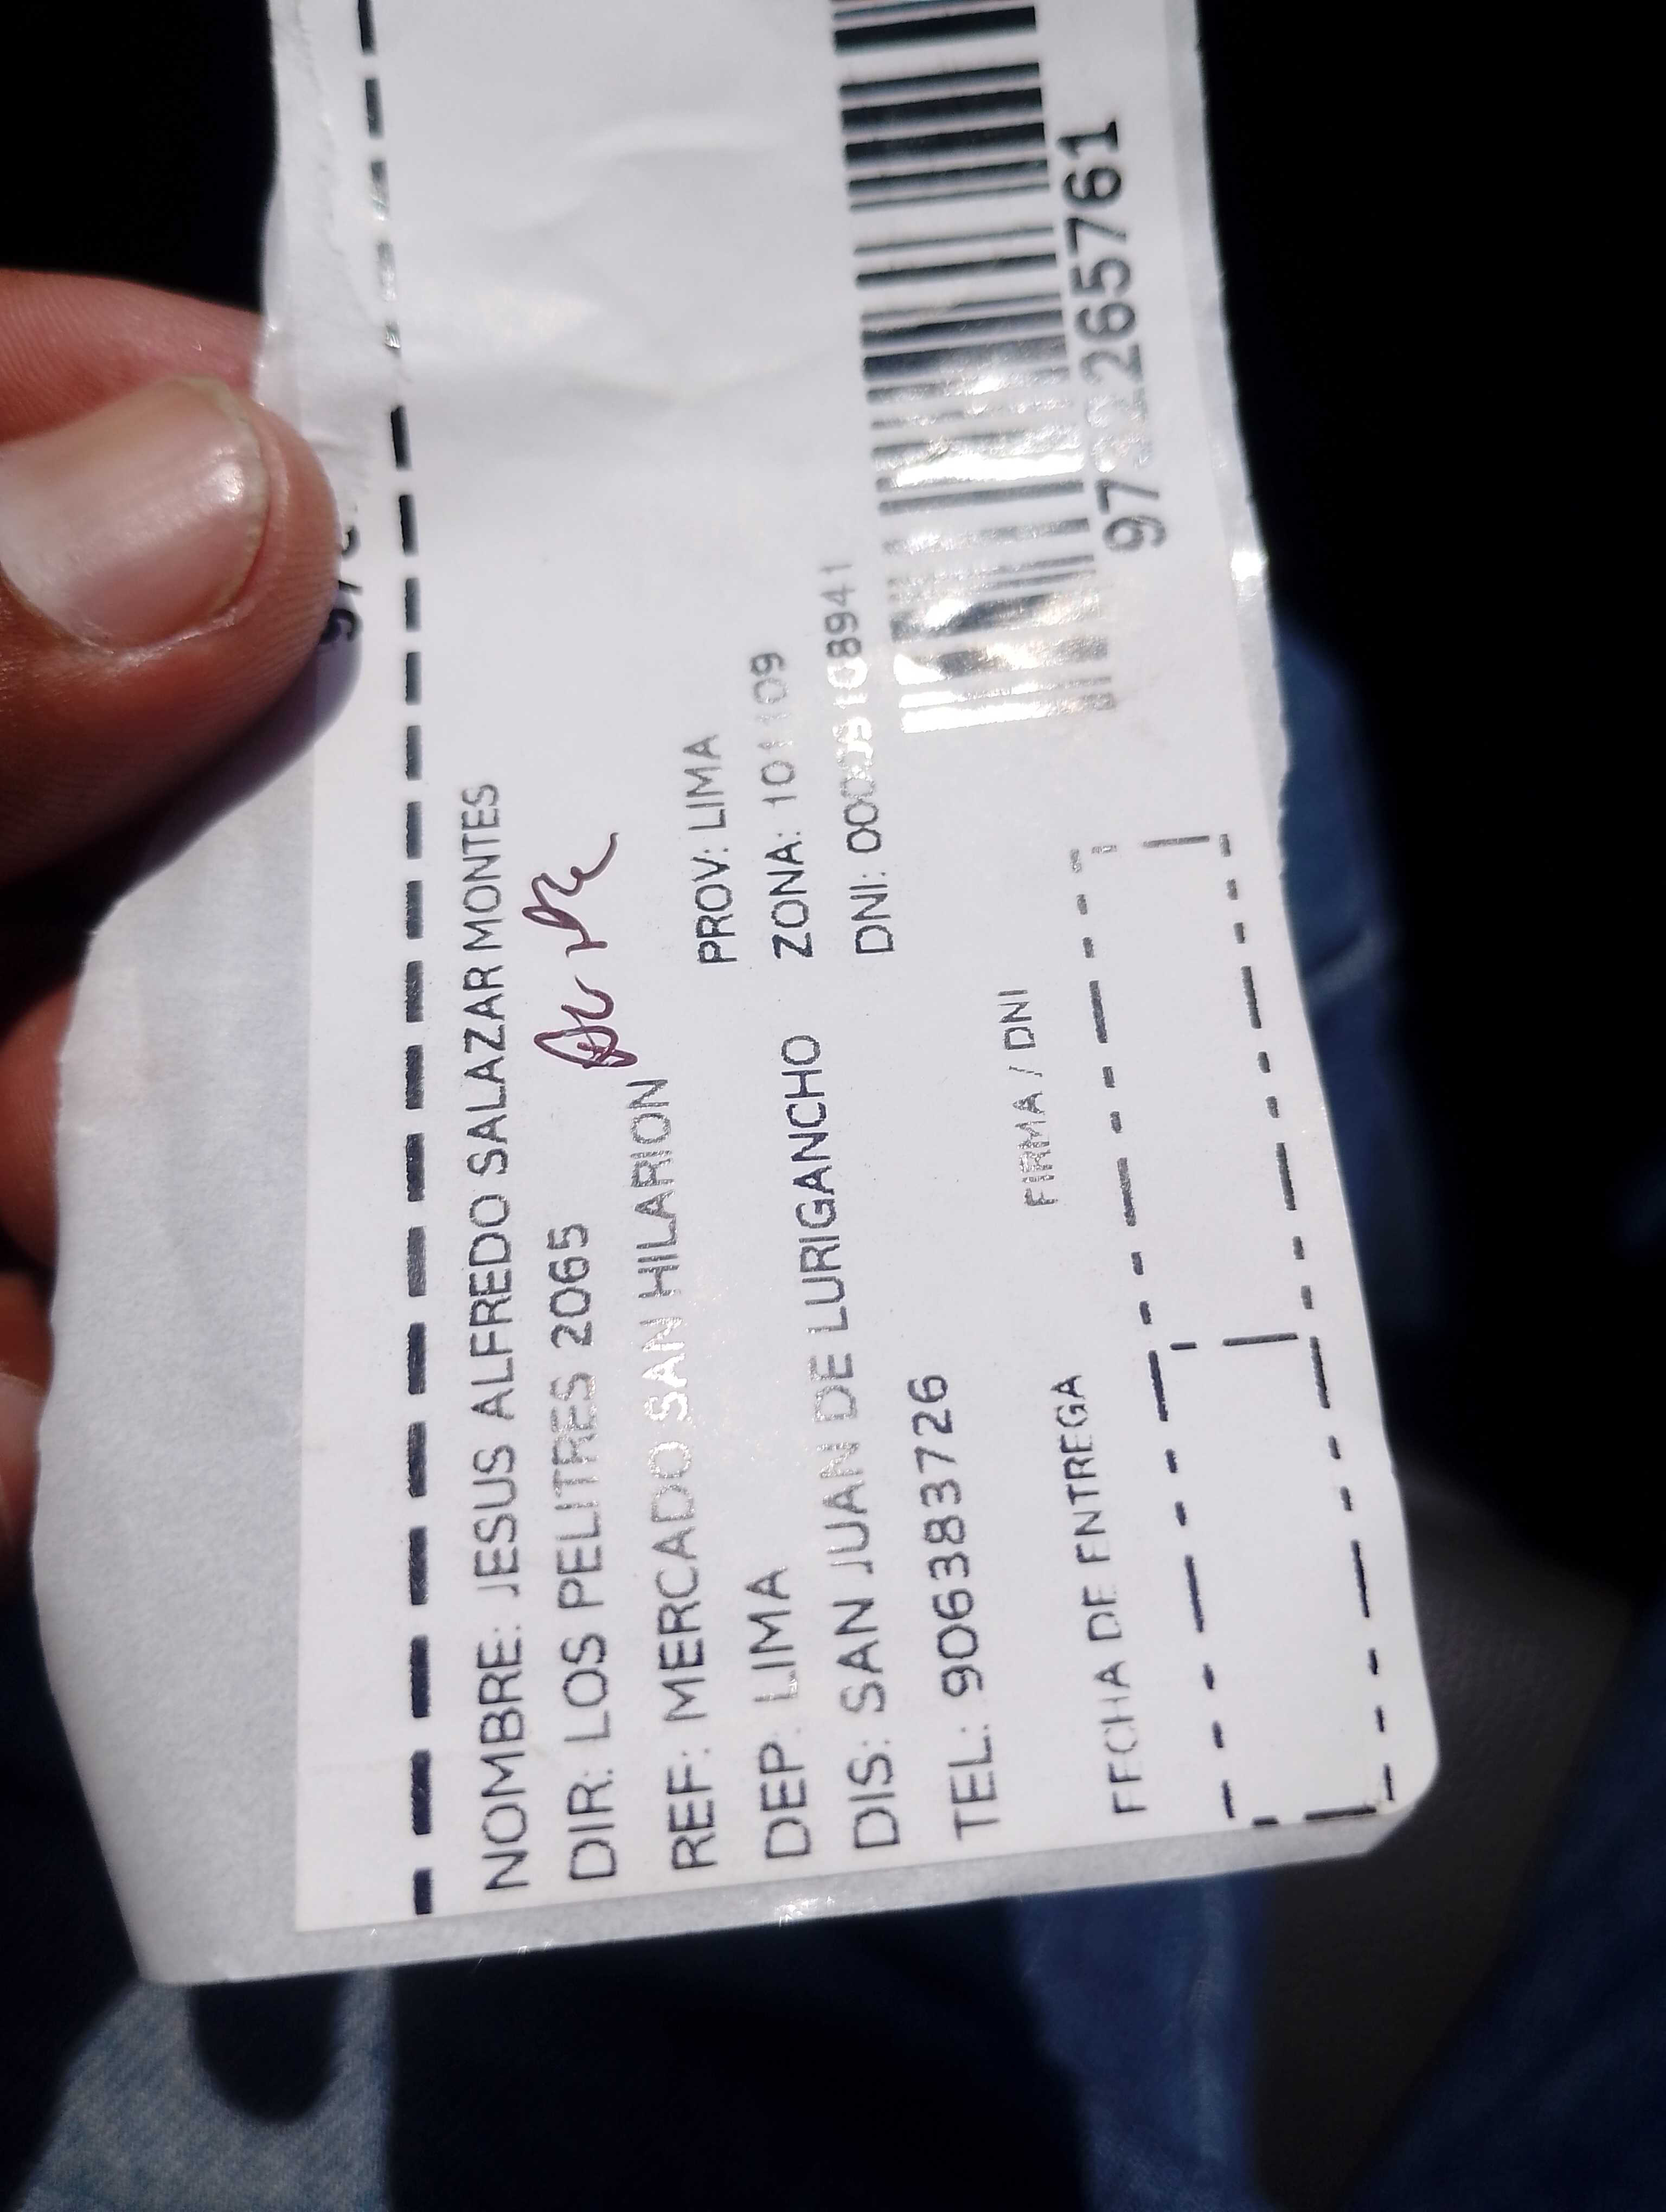 NOMBRE: JESUS ALFREDO SALAZAR MONTES
DIR: LOS PELITRES 2065
REF: MERCADO SAN HILARION
DEP: LIMA PROV: LIMA
DIS: SAN JUAN DE LURIGANCHO ZONA: 101109
TEL: 906383726 DNI:
FECHA DE ENTREGA FIRMA / DNI